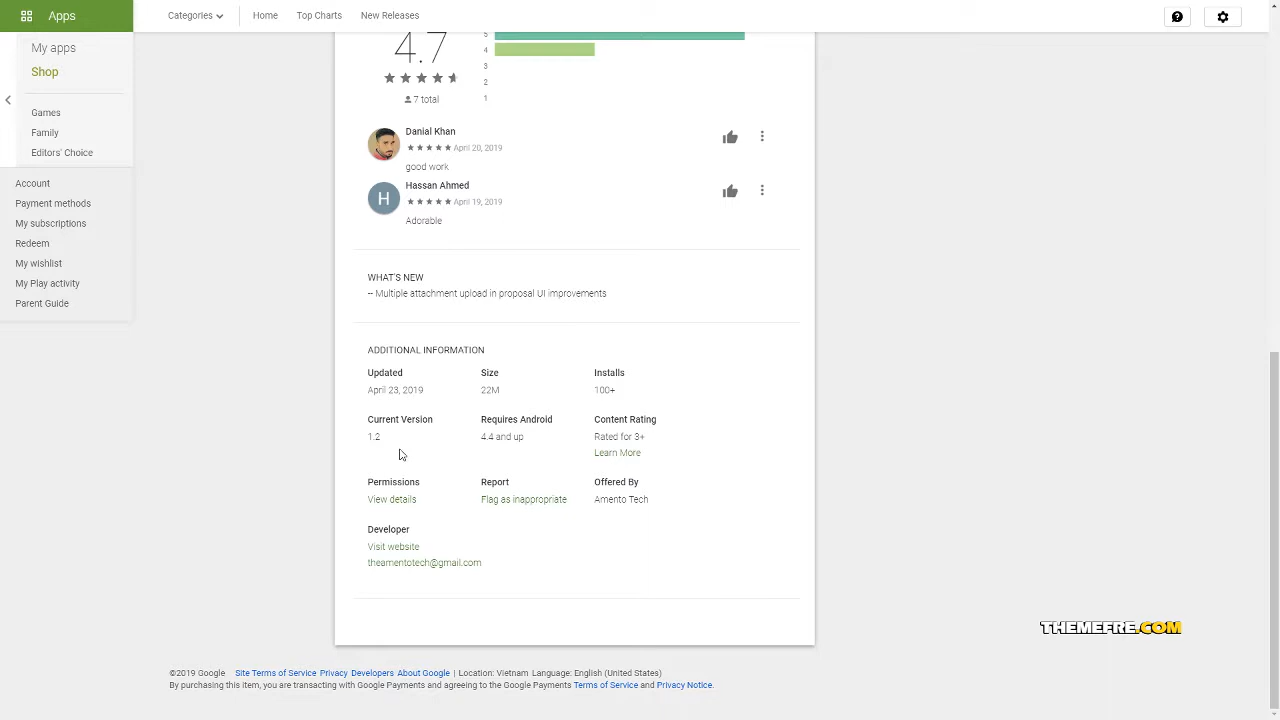 Apps
Categories
Home
Top Charts
New Releases
My apps
Shop
Games
Family
Editors' Choice
Account
Payment methods
My subscriptions
Redeem
My wishlist
My Play activity
Parent Guide
4.7
7 total
5
4
3
2
1
Danial Khan
April 20, 2019
good work
H
Hassan Ahmed
April 19, 2019
Adorable
WHAT'S NEW
-- Multiple attachment upload in proposal UI improvements
ADDITIONAL INFORMATION
Updated
April 23, 2019
Size
22M
Installs
100+
Current Version
1.2
Requires Android
4.4 and up
Content Rating
Rated for 3+
Learn More
Permissions
View details
Report
Flag as inappropriate
Offered By
Amento Tech
Developer
Visit website
theamentotech@gmail.com
THEMEFRE.COM
©2019 Google Site Terms of Service Privacy Developers About Google | Location: Vietnam Language: English (United States)
By purchasing this item, you are transacting with Google Payments and agreeing to the Google Payments Terms of Service and Privacy Notice.